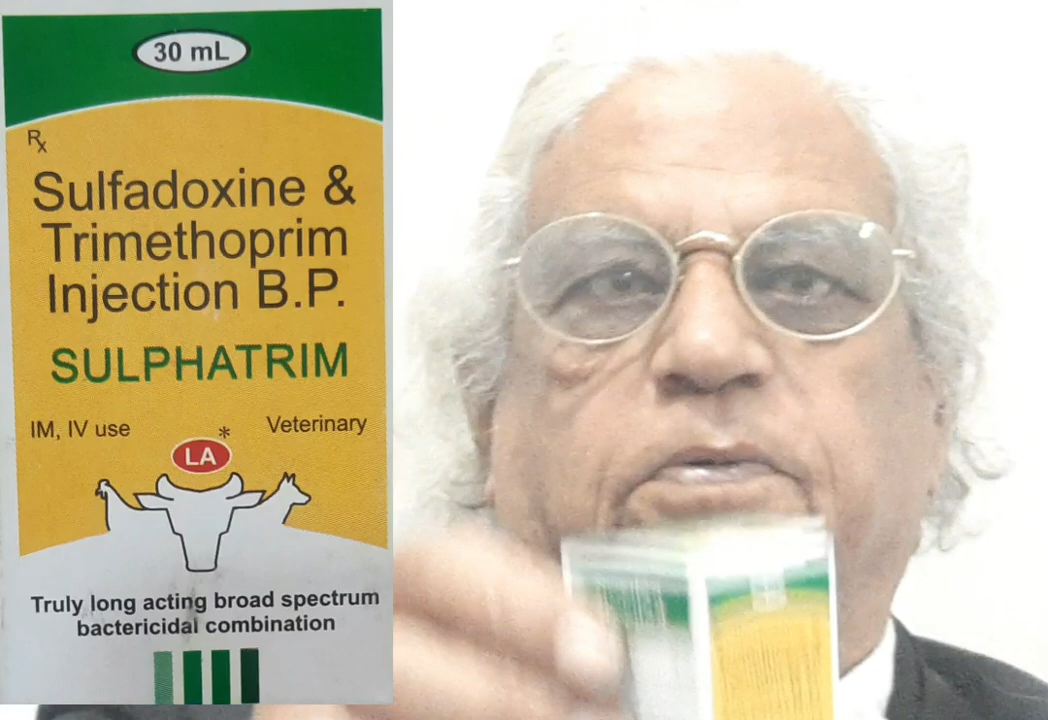 30 mL
Rx
Sulfadoxine &
Trimethoprim
Injection B.P.
SULPHATRIM
IM, IV use
Veterinary
LA*
Truly long acting broad spectrum
bactericidal combination